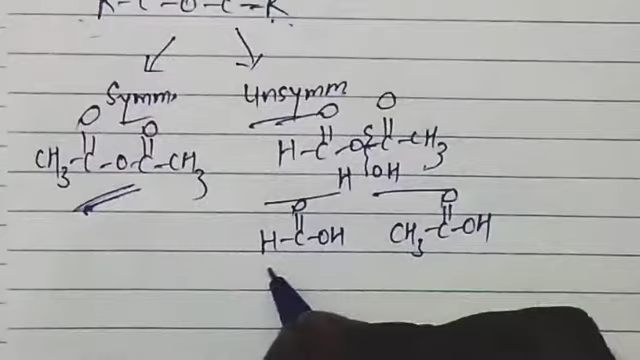 R-C-O-C-R
Symm. Unsymm
O O O O
CH3-C-O-C-CH3 H-C-O-C-CH3
H OH
O O
H-C-OH CH3-C-OH